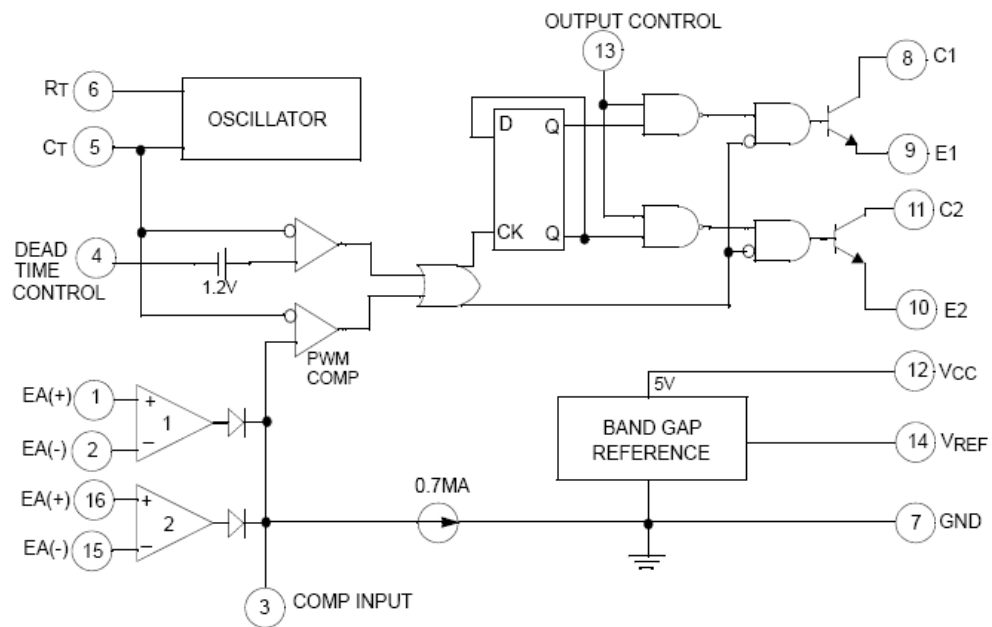 OUTPUT CONTROL
13
8 C1
RT 6
OSCILLATOR
D Q
CT 5
9 E1
11 C2
CK Q
DEAD
TIME
CONTROL
4
1.2V
10 E2
PWM
COMP
12 VCC
5V
EA(+) 1
+
1
BAND GAP
REFERENCE
14 VREF
EA(-) 2
−
EA(+) 16
+
2
0.7MA
7 GND
EA(-) 15
−
3 COMP INPUT